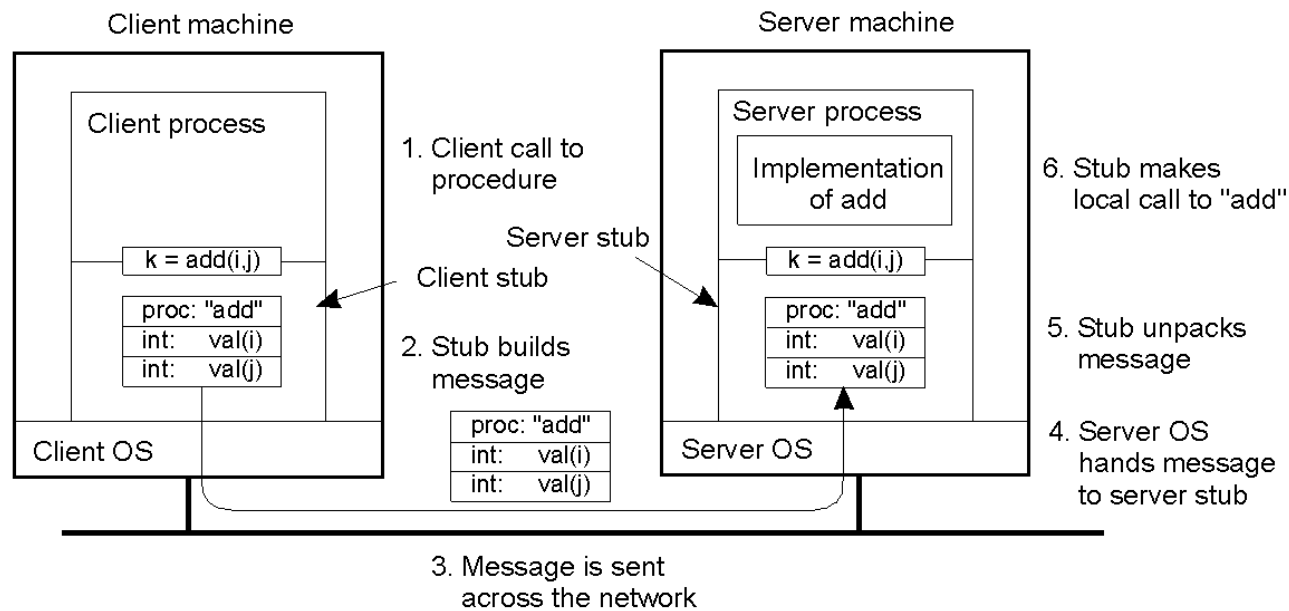 Client machine
Server machine
Client process
1. Client call to
procedure
Server process
Implementation
of add
6. Stub makes
local call to "add"
Server stub
k = add(i,j)
k = add(i,j)
Client stub
proc: "add"
int: val(i)
int: val(j)
proc: "add"
int: val(i)
int: val(j)
2. Stub builds
message
5. Stub unpacks
message
proc: "add"
int: val(i)
int: val(j)
Client OS
Server OS
4. Server OS
hands message
to server stub
3. Message is sent
across the network